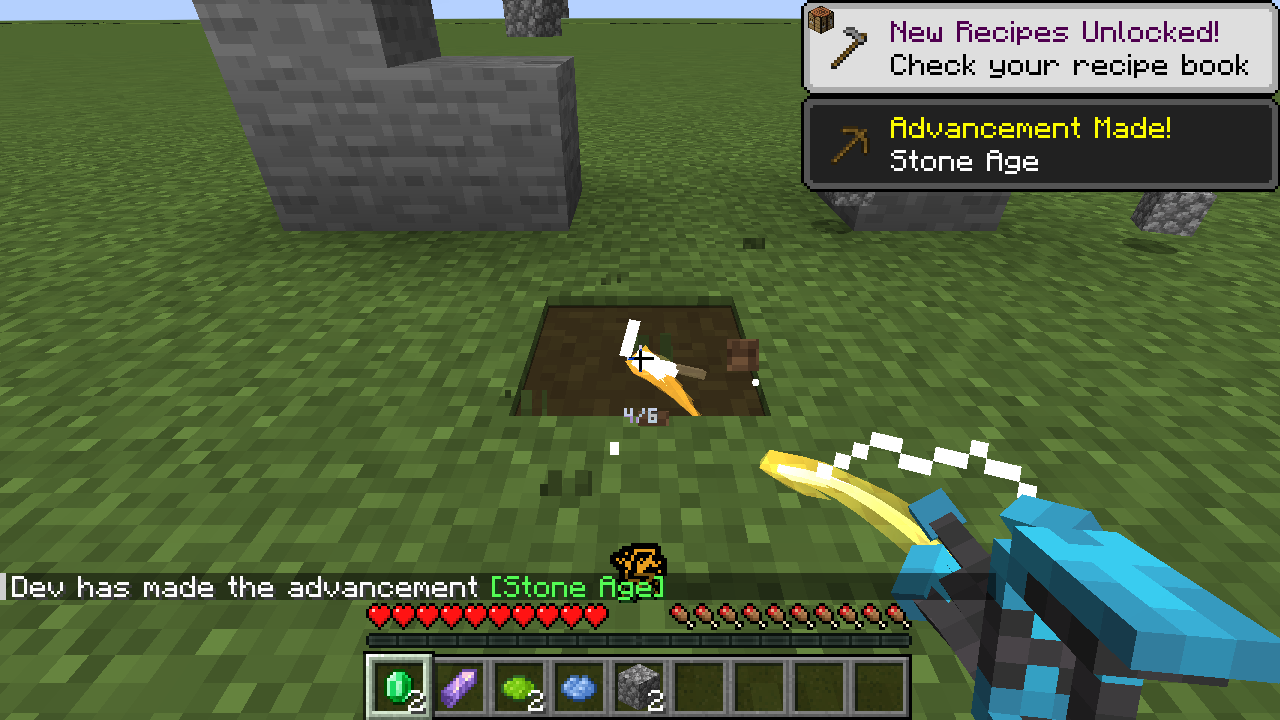 New Recipes Unlocked!
Check your recipe book
Advancement Made!
Stone Age
4/6
Dev has made the advancement [Stone Age]
2
2
2